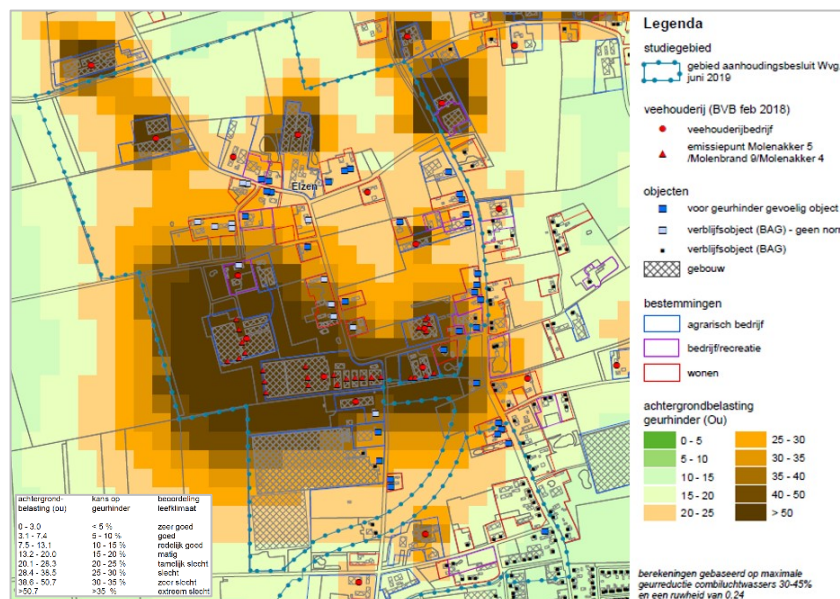 Elzen
achtergrond-
belasting (ou)
kans op
geurhinder
beoordeling
leefklimaat
0 - 3.0 < 5 % zeer goed
3.1 - 7.4 5 - 10 % goed
7.5 - 13.1 10 - 15 % redelijk goed
13.2 - 20.0 15 - 20 % matig
20.1 - 28.3 20 - 25 % tamelijk slecht
28.4 - 38.5 25 - 30 % slecht
38.6 - 50.7 30 - 35 % zeer slecht
>50.7 >35 % extreem slecht
Legenda
studiegebied
gebied aanhoudingsbesluit Wvg
juni 2019
veehouderij (BVB feb 2018)
veehouderijbedrijf
emissiepunt Molenakker 5
/Molenbrand 9/Molenakker 4
objecten
voor geurhinder gevoelig object
verblijfsobject (BAG) - geen norm
verblijfsobject (BAG)
gebouw
bestemmingen
agrarisch bedrijf
bedrijf/recreatie
wonen
achtergrondbelasting
geurhinder (Ou)
0 - 5 25 - 30
5 - 10 30 - 35
10 - 15 35 - 40
15 - 20 40 - 50
20 - 25 > 50
berekeningen gebaseerd op maximale
geurreductie combiluchtwassers 30-45%
en een ruwheid van 0.24